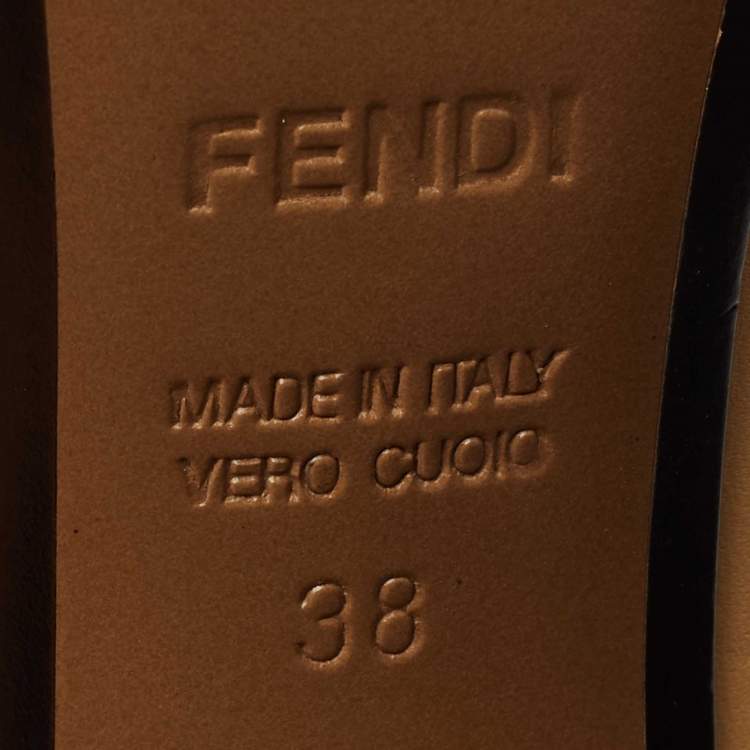 FENDI
MADE IN ITALY
VERO CUOIO
38